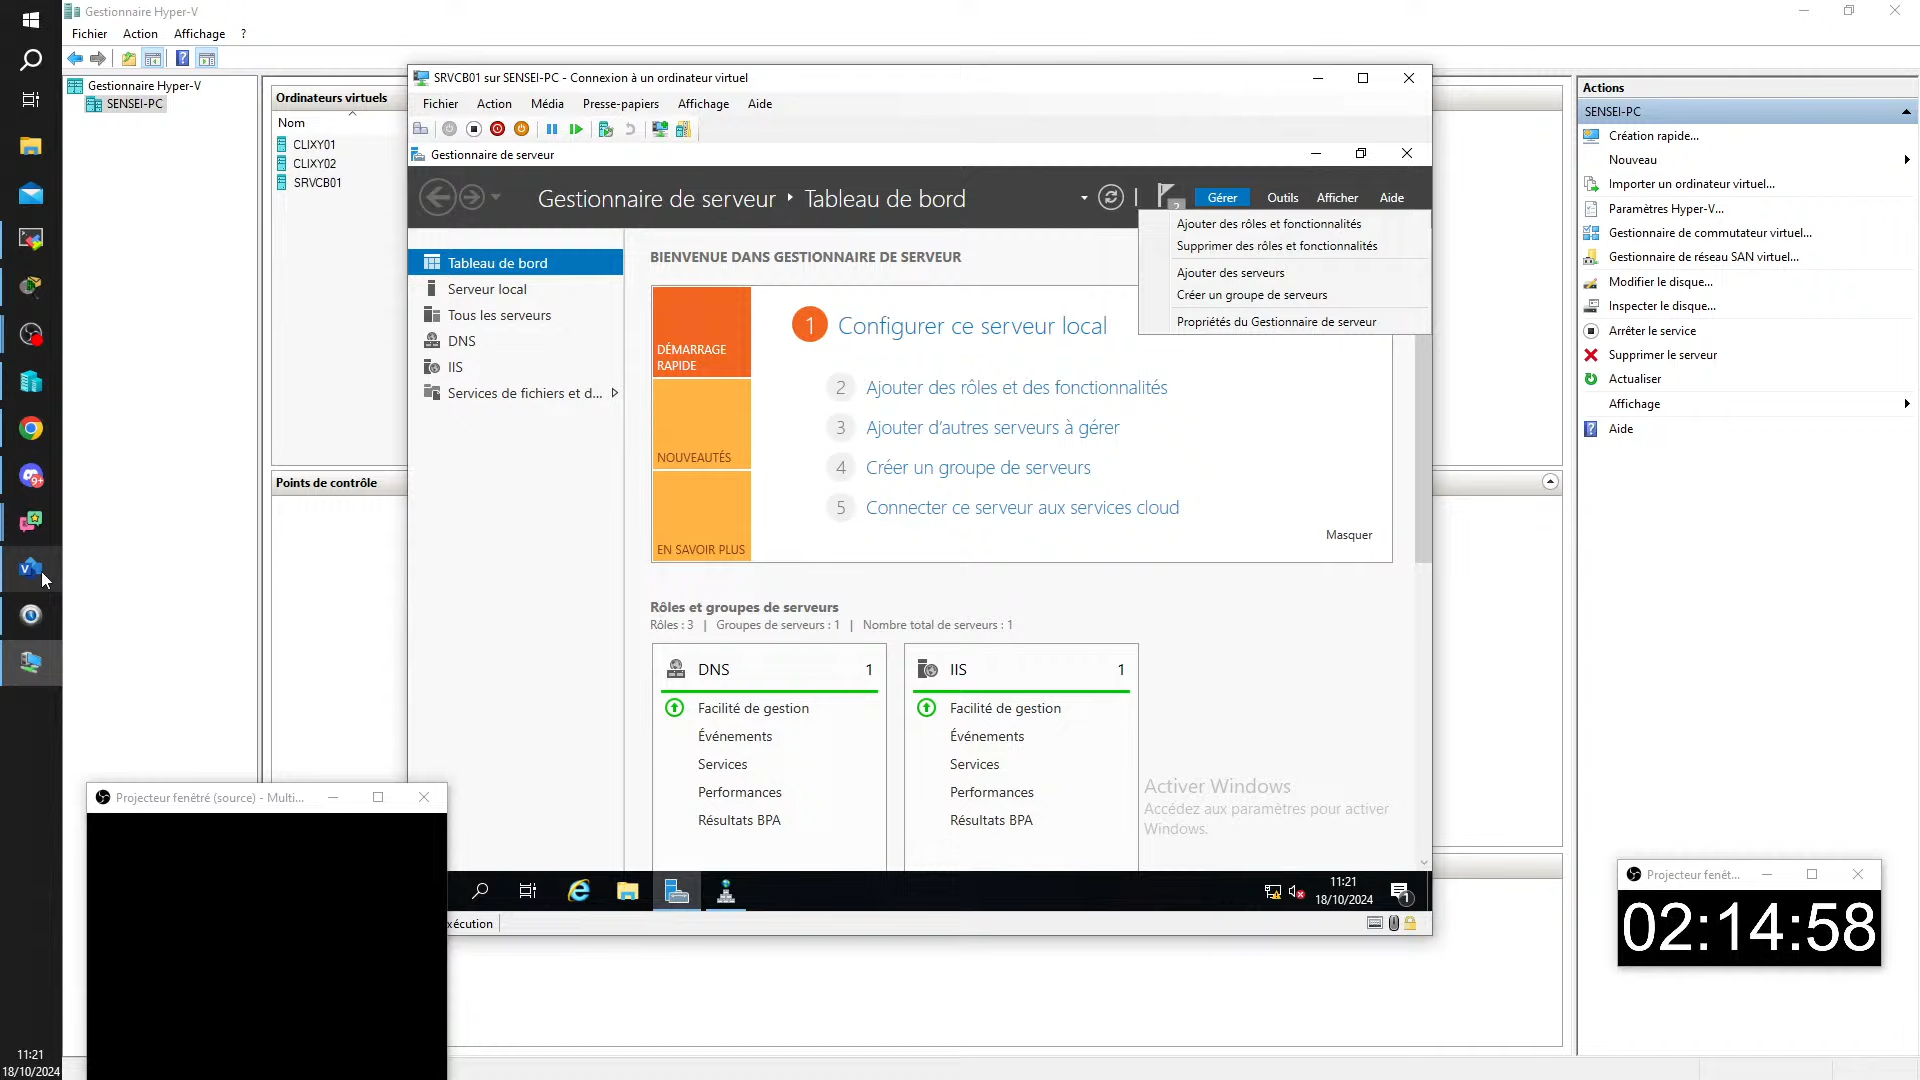 Gestionnaire Hyper-V
Fichier Action Affichage ?
Gestionnaire Hyper-V
SENSEI-PC
Ordinateurs virtuels
Nom
CLIXY01
CLIXY02
SRVCB01
Points de contrôle
SRVCB01 sur SENSEI-PC - Connexion à un ordinateur virtuel
Fichier Action Média Presse-papiers Affichage Aide
Gestionnaire de serveur
Gestionnaire de serveur ‣ Tableau de bord
2
Gérer Outils Afficher Aide
Ajouter des rôles et fonctionnalités
Supprimer des rôles et fonctionnalités
Ajouter des serveurs
Créer un groupe de serveurs
Propriétés du Gestionnaire de serveur
Tableau de bord
Serveur local
Tous les serveurs
DNS
IIS
Services de fichiers et d...
BIENVENUE DANS GESTIONNAIRE DE SERVEUR
DÉMARRAGE
RAPIDE
NOUVEAUTÉS
EN SAVOIR PLUS
1 Configurer ce serveur local
2 Ajouter des rôles et des fonctionnalités
3 Ajouter d'autres serveurs à gérer
4 Créer un groupe de serveurs
5 Connecter ce serveur aux services cloud
Masquer
Rôles et groupes de serveurs
Rôles : 3 | Groupes de serveurs : 1 | Nombre total de serveurs : 1
DNS 1
Facilité de gestion
Événements
Services
Performances
Résultats BPA
IIS 1
Facilité de gestion
Événements
Services
Performances
Résultats BPA
Activer Windows
Accédez aux paramètres pour activer
Windows.
11:21
18/10/2024
1
xécution
Actions
SENSEI-PC
Création rapide...
Nouveau
Importer un ordinateur virtuel...
Paramètres Hyper-V...
Gestionnaire de commutateur virtuel...
Gestionnaire de réseau SAN virtuel...
Modifier le disque...
Inspecter le disque...
Arrêter le service
Supprimer le serveur
Actualiser
Affichage
Aide
Projecteur fenêtré (source) - Multi...
Projecteur fenêt...
02:14:58
9+
V
11:21
18/10/2024